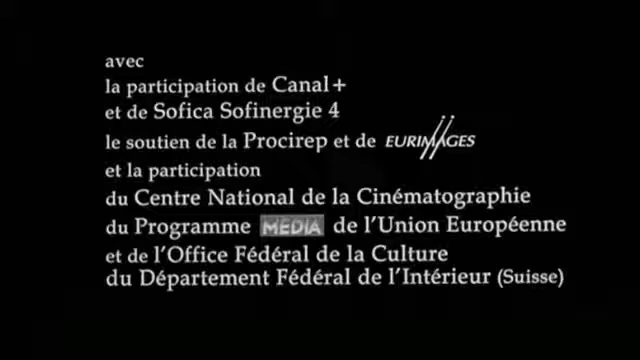 avec
la participation de Canal+
et de Sofica Sofinergie 4
le soutien de la Procirep et de EURIMAGES
et la participation
du Centre National de la Cinématographie
du Programme MEDIA de l'Union Européenne
et de l'Office Fédéral de la Culture
du Département Fédéral de l'Intérieur (Suisse)